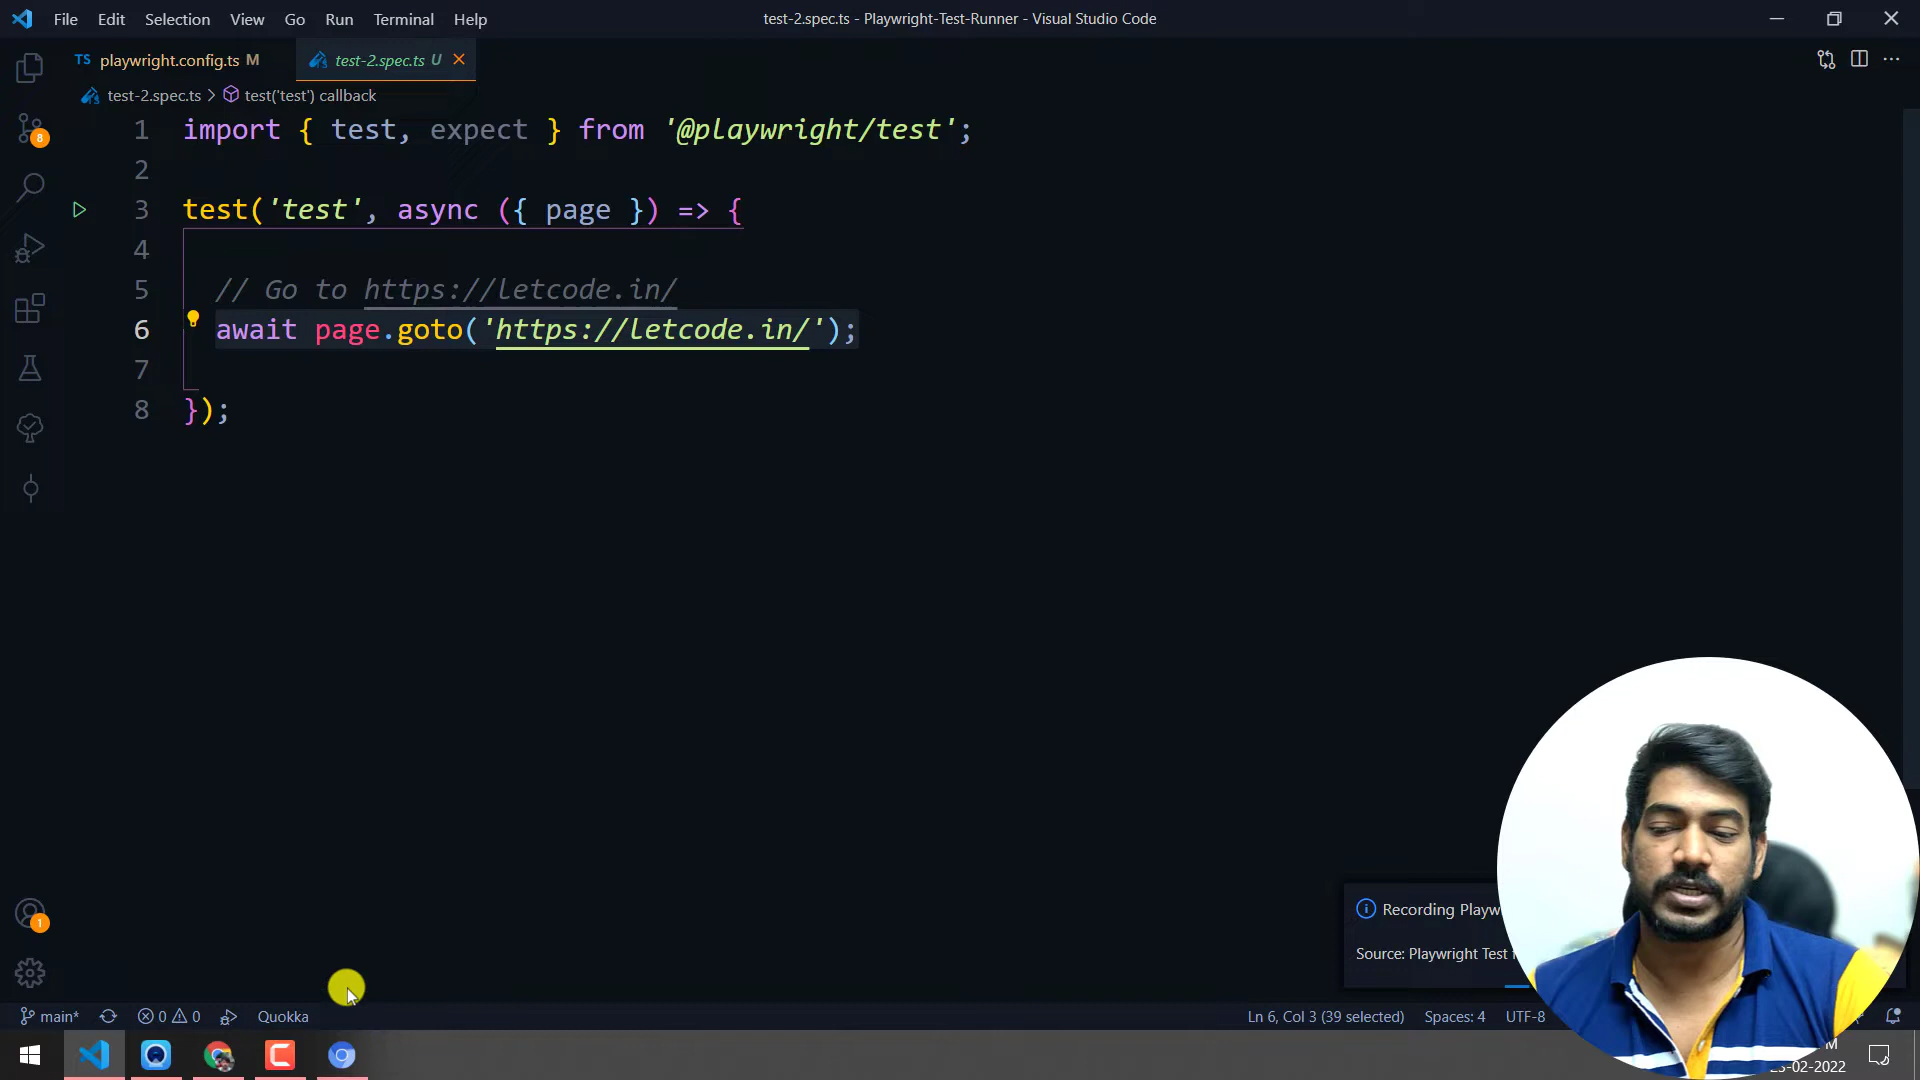 File Edit Selection View Go Run Terminal Help
test-2.spec.ts - Playwright-Test-Runner - Visual Studio Code
TS playwright.config.ts M
test-2.spec.ts U
test-2.spec.ts > test('test') callback
1 import { test, expect } from '@playwright/test';
2
3 test('test', async ({ page }) => {
4
5 // Go to https://letcode.in/
6 await page.goto('https://letcode.in/');
7
8 });
8
1
Recording Playw
Source: Playwright Test
main* 0 0 Quokka
Ln 6, Col 3 (39 selected) Spaces: 4 UTF-8
M
-02-2022